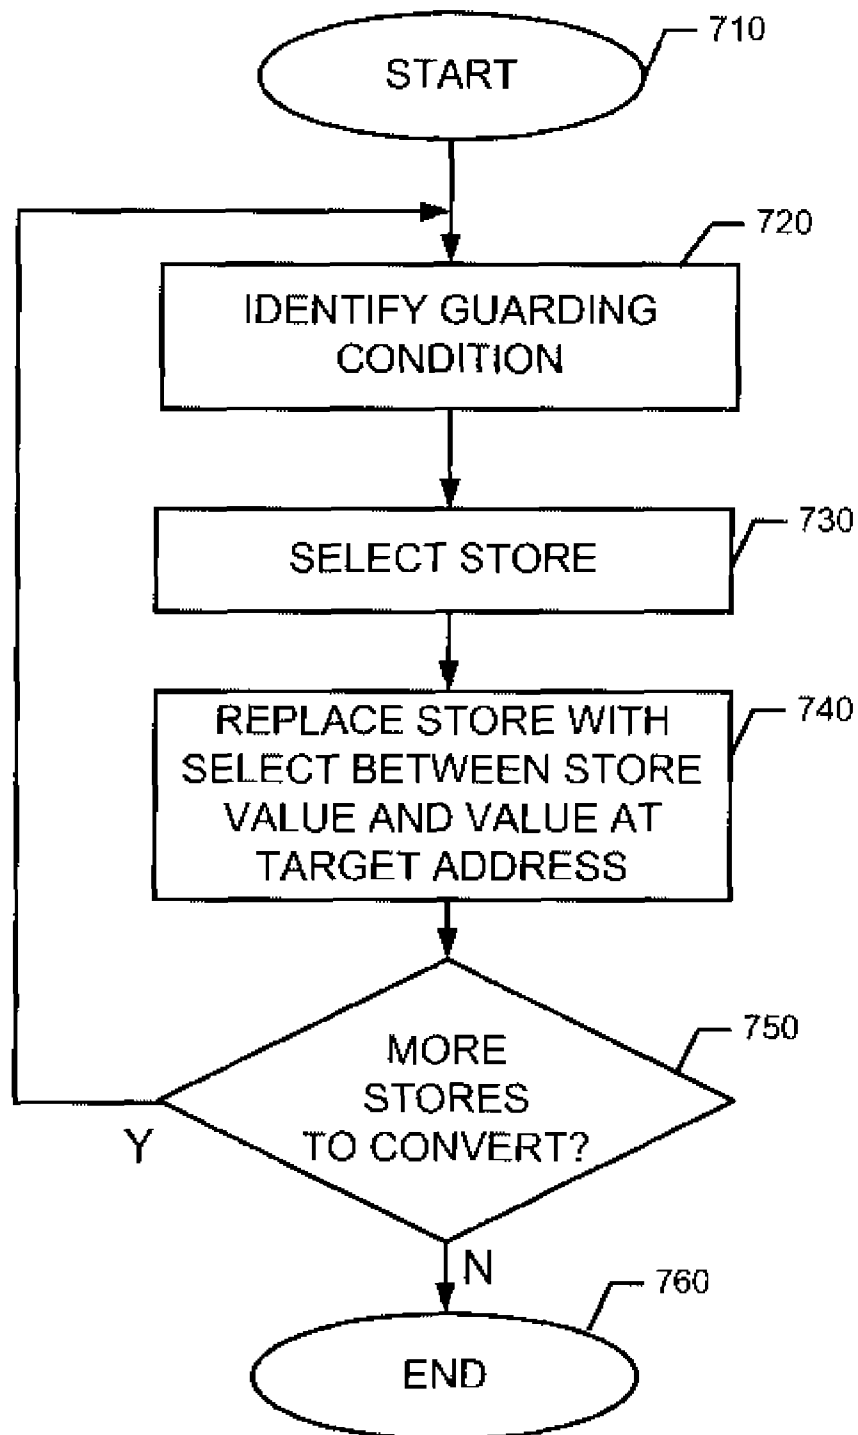 START
710
720
IDENTIFY GUARDING
CONDITION
730
SELECT STORE
740
REPLACE STORE WITH
SELECT BETWEEN STORE
VALUE AND VALUE AT
TARGET ADDRESS
750
MORE
STORES
TO CONVERT?
Y
N
760
END